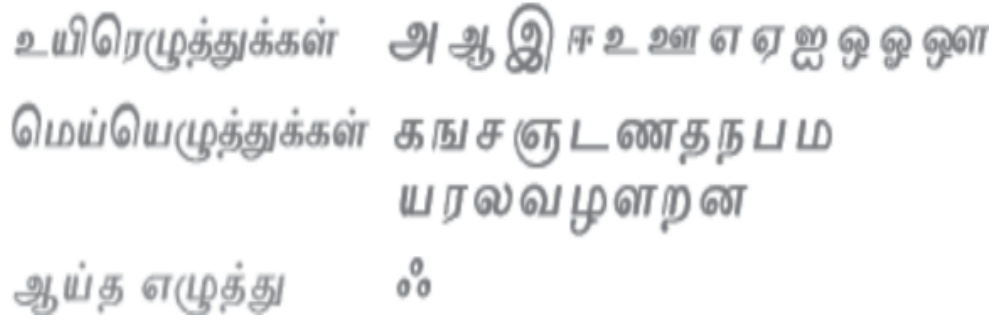 உயிரெழுத்துக்கள் அ ஆ இ ஈ உ ஊ எ ஏ ஐ ஒ ஓ ஔ
மெய்யெழுத்துக்கள் க ங ச ஞ ட ண த ந ப ம
ய ர ல வ ழ ள ற ன
ஆய்த எழுத்து ஃ